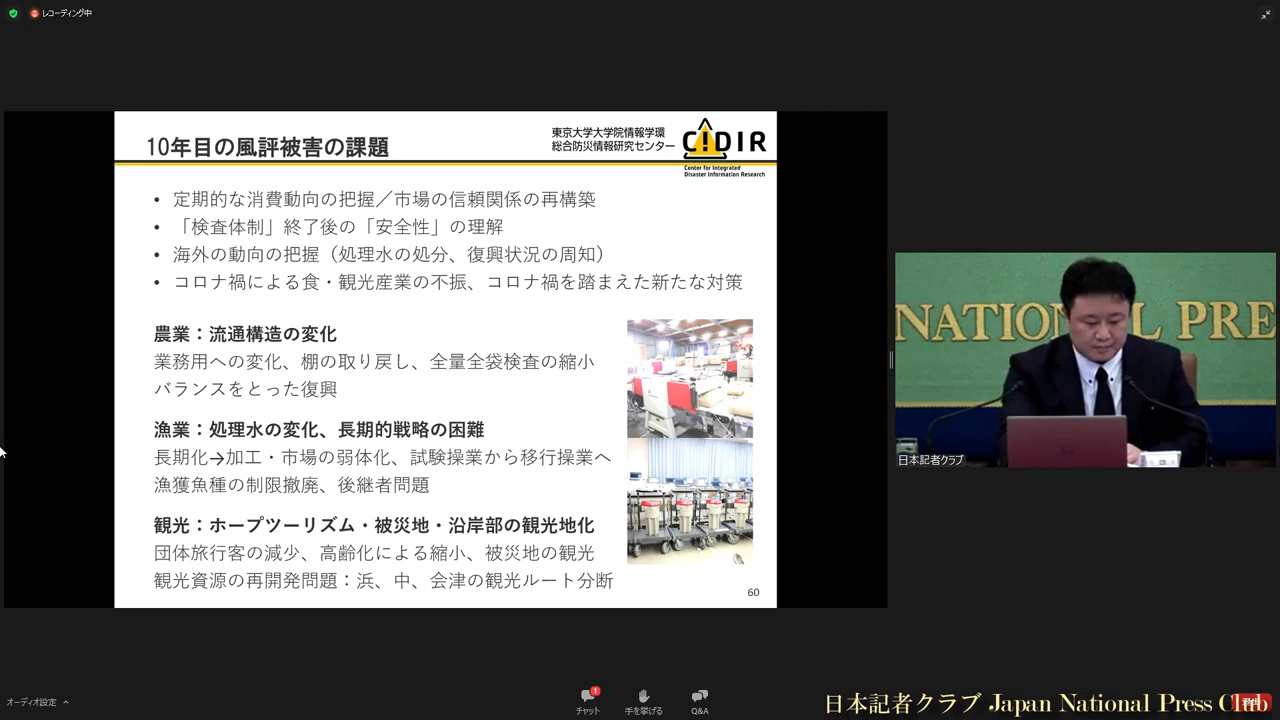 レコーディング中
10年目の風評被害の課題
東京大学大学院情報学環
総合防災情報研究センター
CIDIR
Center for Integrated
Disaster Information Research
• 定期的な消費動向の把握／市場の信頼関係の再構築
• 「検査体制」終了後の「安全性」の理解
• 海外の動向の把握（処理水の処分、復興状況の周知）
• コロナ禍による食・観光産業の不振、コロナ禍を踏まえた新たな対策
農業：流通構造の変化
業務用への変化、棚の取り戻し、全量全袋検査の縮小
バランスをとった復興
漁業：処理水の変化、長期的戦略の困難
長期化→加工・市場の弱体化、試験操業から移行操業へ
漁獲魚種の制限撤廃、後継者問題
観光：ホープツーリズム・被災地・沿岸部の観光地化
団体旅行客の減少、高齢化による縮小、被災地の観光
観光資源の再開発問題：浜、中、会津の観光ルート分断
60
NATIONAL PRE
日本記者クラブ
オーディオ設定
1
チャット
手を挙げる
Q&A
日本記者クラブ Japan National Press Club